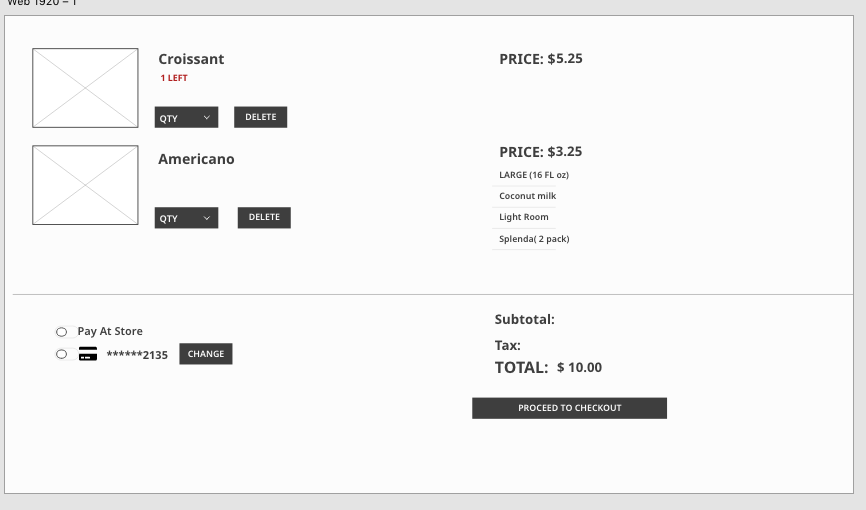 Web 1920 – 1
Croissant
PRICE: $5.25
1 LEFT
QTY
DELETE
Americano
PRICE: $3.25
LARGE (16 FL oz)
Coconut milk
Light Room
Splenda( 2 pack)
QTY
DELETE
Pay At Store
******2135
CHANGE
Subtotal:
Tax:
TOTAL: $ 10.00
PROCEED TO CHECKOUT